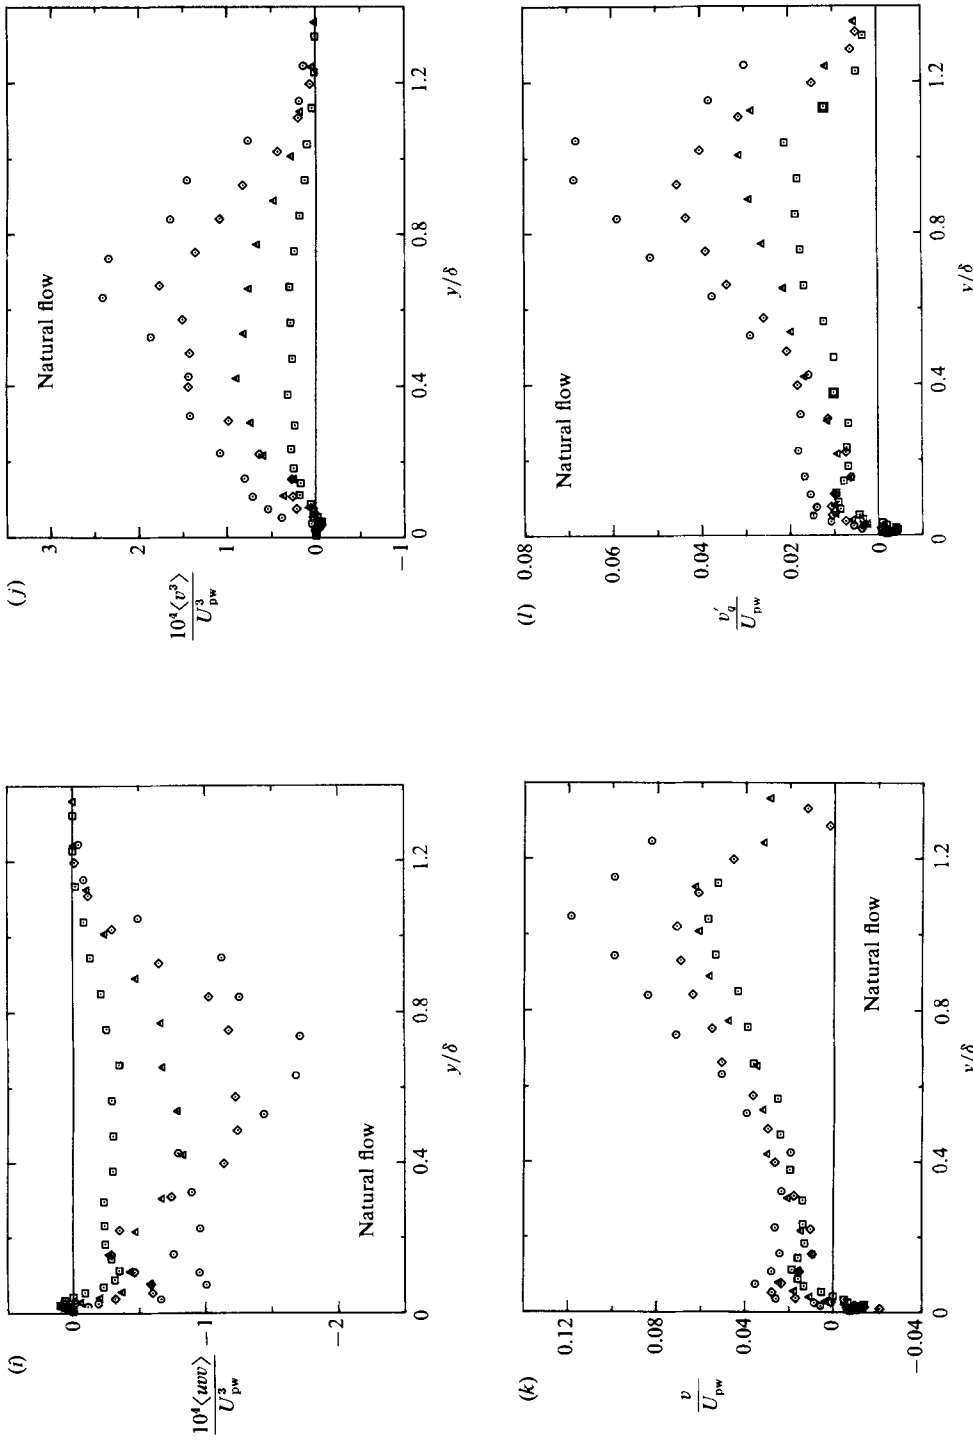 (i)
10⁴⟨uvv⟩
U³pw
0
−1
−2
0
0.4
0.8
1.2
y/δ
Natural flow
(j)
10⁴⟨v³⟩
U³pw
3
2
1
0
−1
0
0.4
0.8
1.2
y/δ
Natural flow
(k)
v
Upw
0.12
0.08
0.04
0
−0.04
0
0.4
0.8
1.2
y/δ
Natural flow
(l)
v′q
Upw
0.08
0.06
0.04
0.02
0
0
0.4
0.8
1.2
y/δ
Natural flow